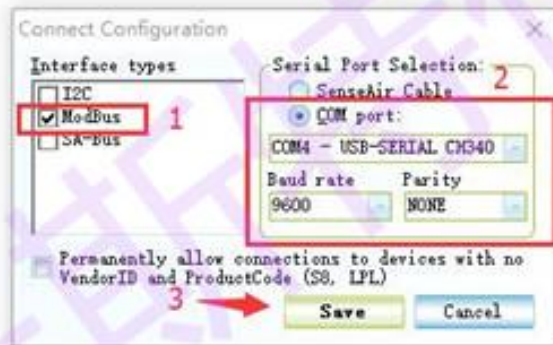 Connect Configuration
Interface types
I2C
ModBus
1
SA-Bus
Serial Port Selection:
2
SenseAir Cable
COM port:
COM4 - USB-SERIAL CH340
Baud rate
Parity
9600
NONE
Permanently allow connections to devices with no
VendorID and ProductCode (S8, LPL)
3
Save
Cancel